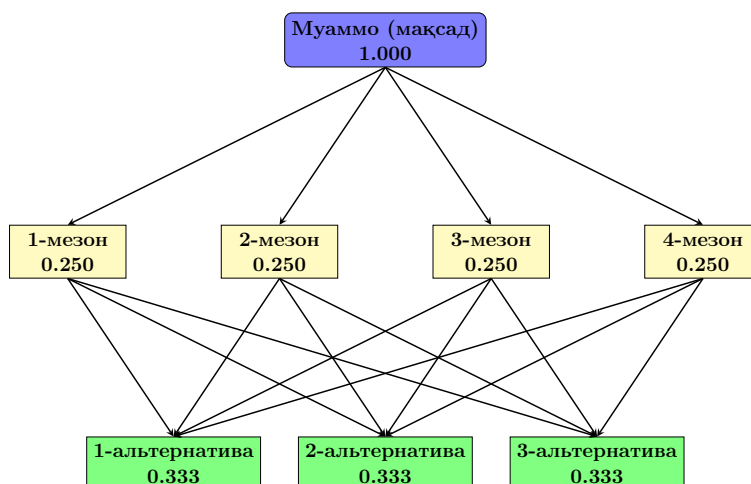 Муаммо (мақсад)
1.000
1-мезон
0.250
2-мезон
0.250
3-мезон
0.250
4-мезон
0.250
1-альтернатива
0.333
2-альтернатива
0.333
3-альтернатива
0.333